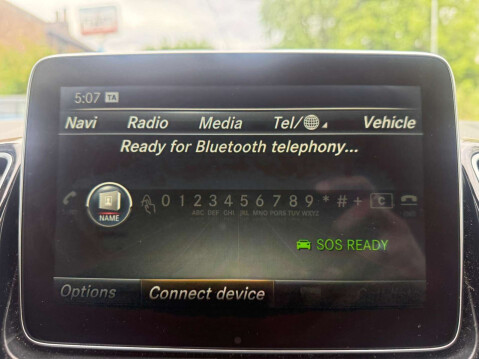 5:07 TA
Navi Radio Media Tel/ Vehicle
Ready for Bluetooth telephony...
NAME 0 1 2 3 4 5 6 7 8 9 * # + C
ABC DEF GHI JKL MNO PQRS TUV WXYZ
SOS READY
Options Connect device